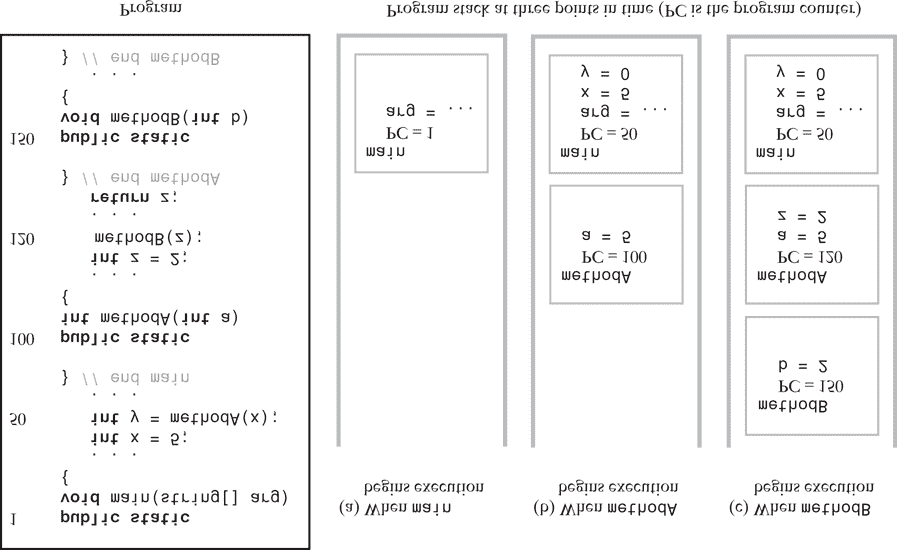 1 public static
void main(string[] arg)
{
. . .
int x = 5;
50 int y = methodA(x);
. . .
} // end main
100 public static
int methodA(int a)
{
. . .
int z = 2;
120 methodB(z);
. . .
return z;
} // end methodA
150 public static
void methodB(int b)
{
. . .
} // end methodB
Program
(a) When main
begins execution
main
PC = 1
arg = ...
(b) When methodA
begins execution
methodA
PC = 100
a = 5
main
PC = 50
arg = ...
x = 5
y = 0
(c) When methodB
begins execution
methodB
PC = 150
b = 2
methodA
PC = 120
a = 5
z = 2
main
PC = 50
arg = ...
x = 5
y = 0
Program stack at three points in time (PC is the program counter)